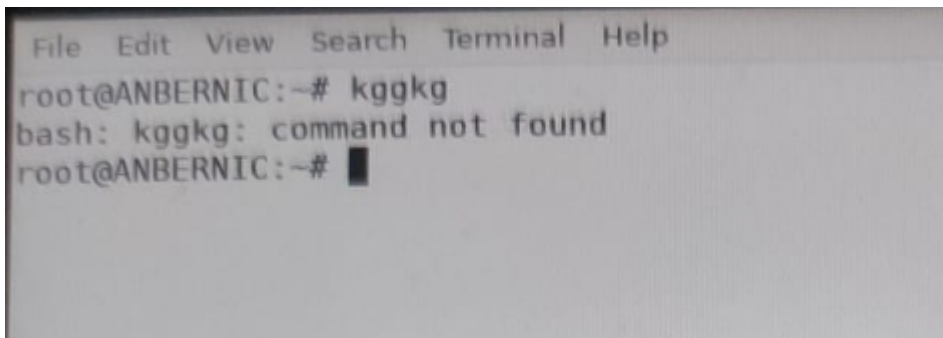 File Edit View Search Terminal Help
root@ANBERNIC:~# kggkg
bash: kggkg: command not found
root@ANBERNIC:~#